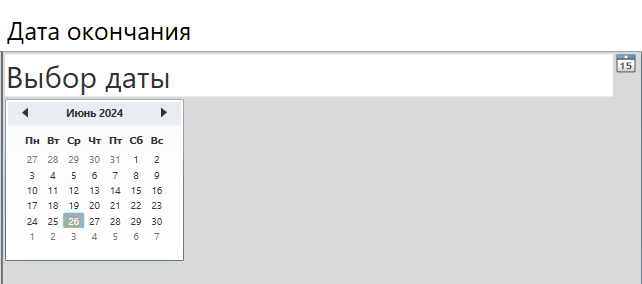 Дата окончания
Выбор даты
15
Июнь 2024
Пн Вт Ср Чт Пт Сб Вс
27 28 29 30 31 1 2
3 4 5 6 7 8 9
10 11 12 13 14 15 16
17 18 19 20 21 22 23
24 25 26 27 28 29 30
1 2 3 4 5 6 7